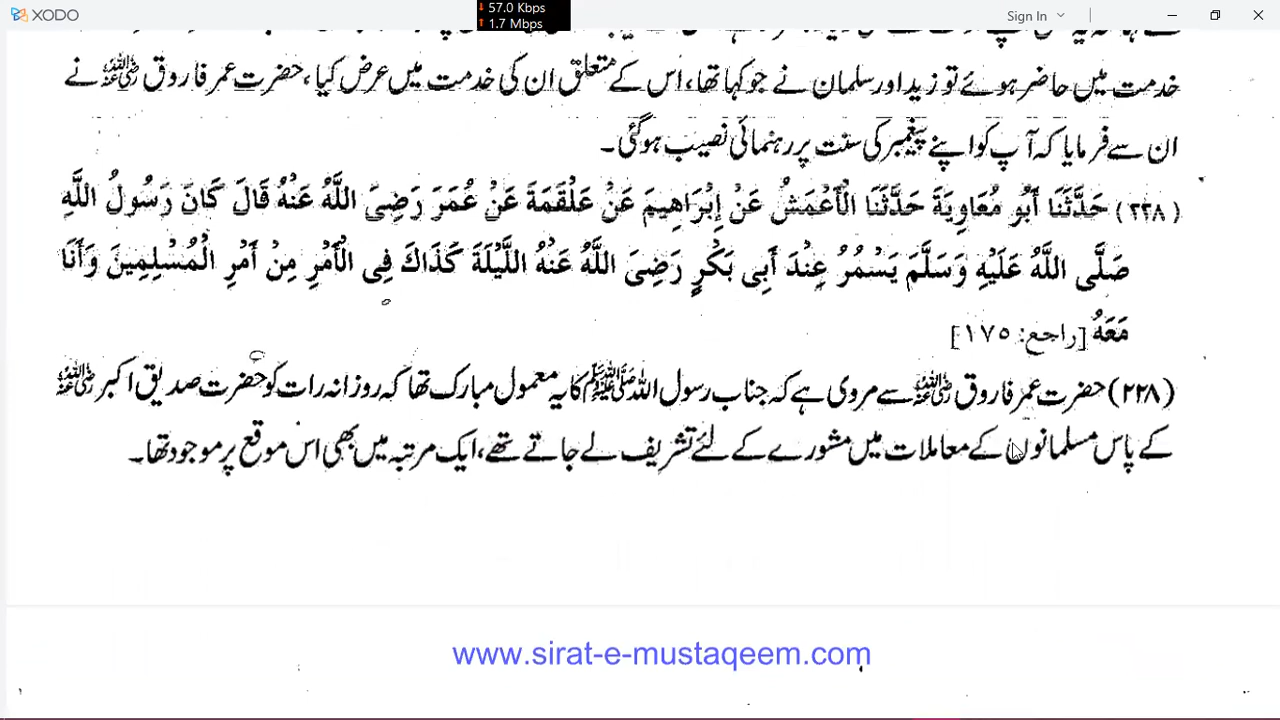 XODO
57.0 Kbps
1.7 Mbps
Sign In
خدمت میں حاضر ہوئے تو زید اور سلمان نے جو کہا تھا، اس کے متعلق ان کی خدمت میں عرض کیا، حضرت عمر فاروق رضی اللہ عنہ نے
ان سے فرمایا کہ آپ کو اپنے پیغمبر کی سنت پر رہنمائی نصیب ہوگئی۔
(٢٢٨) حَدَّثَنَا أَبُو مُعَاوِيَةَ حَدَّثَنَا الْأَعْمَشُ عَنْ إِبْرَاهِيمَ عَنْ عَلْقَمَةَ عَنْ عُمَرَ رَضِيَ اللَّهُ عَنْهُ قَالَ كَانَ رَسُولُ اللَّهِ
صَلَّى اللَّهُ عَلَيْهِ وَسَلَّمَ يَسْمُرُ عِنْدَ أَبِي بَكْرٍ رَضِيَ اللَّهُ عَنْهُ اللَّيْلَةَ كَذَاكَ فِي الْأَمْرِ مِنْ أَمْرِ الْمُسْلِمِينَ وَأَنَا
مَعَهُ [راجع: ١٧٥]
(۲۲۸) حضرت عمر فاروق رضی اللہ عنہ سے مروی ہے کہ جناب رسول اللہ ﷺ کا یہ معمول مبارک تھا کہ روزانہ رات کو حضرت صدیق اکبر رضی اللہ عنہ
کے پاس مسلمانوں کے معاملات میں مشورے کے لئے تشریف لے جاتے تھے، ایک مرتبہ میں بھی اس موقع پر موجود تھا۔
www.sirat-e-mustaqeem.com